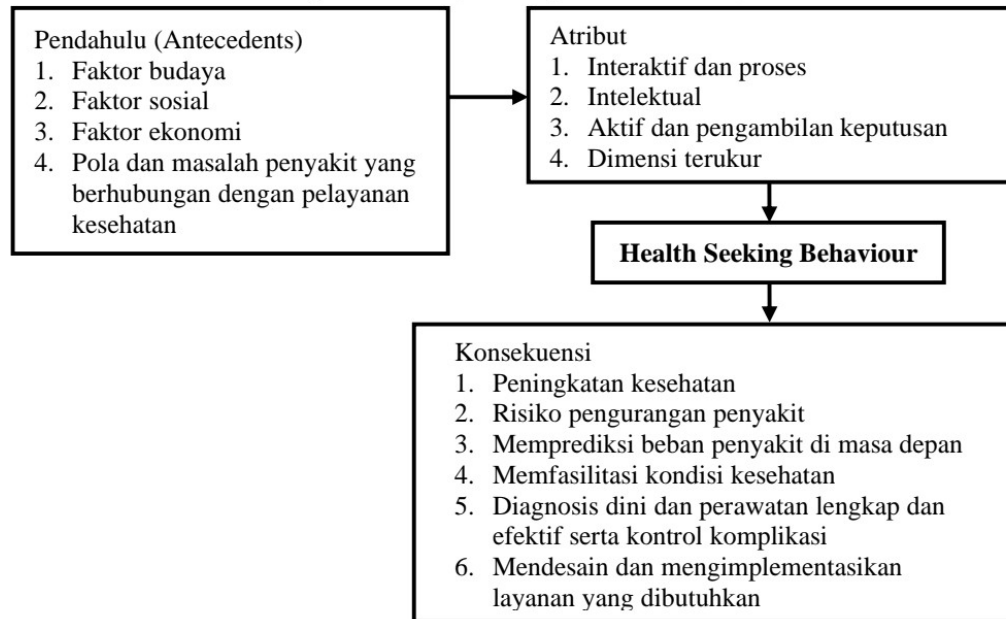 Pendahulu (Antecedents)
1. Faktor budaya
2. Faktor sosial
3. Faktor ekonomi
4. Pola dan masalah penyakit yang
berhubungan dengan pelayanan
kesehatan
Atribut
1. Interaktif dan proses
2. Intelektual
3. Aktif dan pengambilan keputusan
4. Dimensi terukur
Health Seeking Behaviour
Konsekuensi
1. Peningkatan kesehatan
2. Risiko pengurangan penyakit
3. Memprediksi beban penyakit di masa depan
4. Memfasilitasi kondisi kesehatan
5. Diagnosis dini dan perawatan lengkap dan
efektif serta kontrol komplikasi
6. Mendesain dan mengimplementasikan
layanan yang dibutuhkan